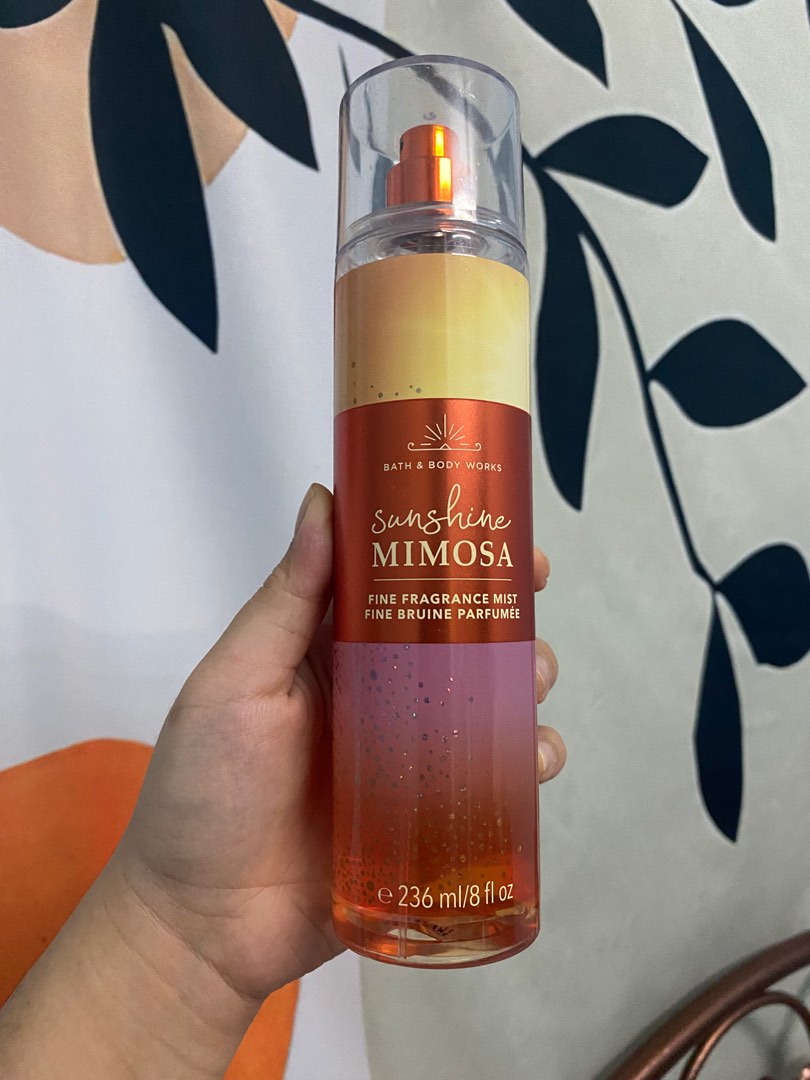 BATH & BODY WORKS
sunshine
MIMOSA
FINE FRAGRANCE MIST
FINE BRUINE PARFUMÉE
℮ 236 ml/8 fl oz